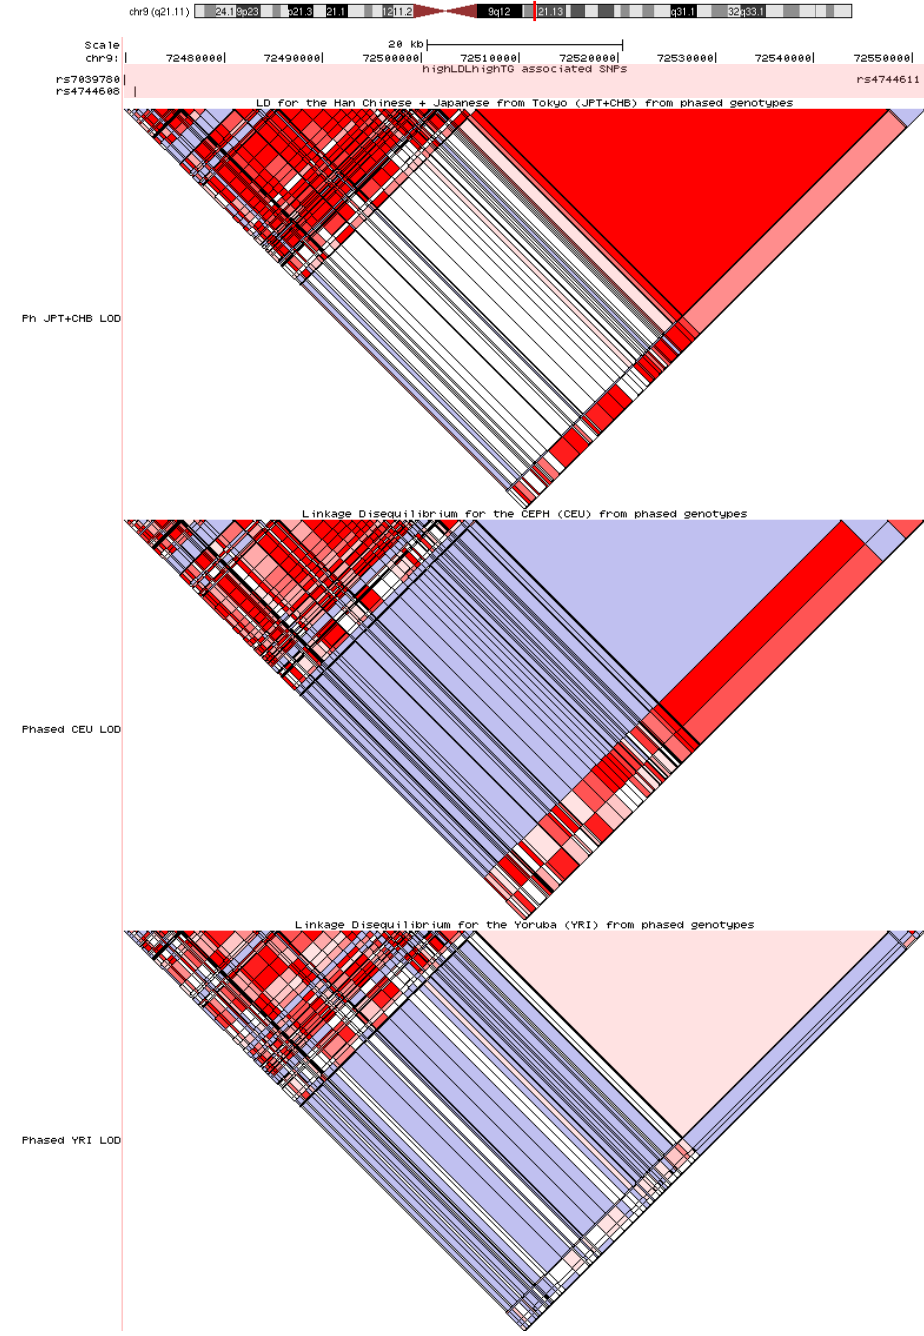 chr9 (q21.11) 24.1 9p23 p21.3 21.1 12 11.2 9q12 21.13 q31.1 32 q33.1
Scale 20 kb
chr9: 72480000 72490000 72500000 72510000 72520000 72530000 72540000 72550000
highLDLhighTG associated SNPs
rs7039780 rs4744611
rs4744608
LD for the Han Chinese + Japanese from Tokyo (JPT+CHB) from phased genotypes
Ph JPT+CHB LOD
Linkage Disequilibrium for the CEPH (CEU) from phased genotypes
Phased CEU LOD
Linkage Disequilibrium for the Yoruba (YRI) from phased genotypes
Phased YRI LOD